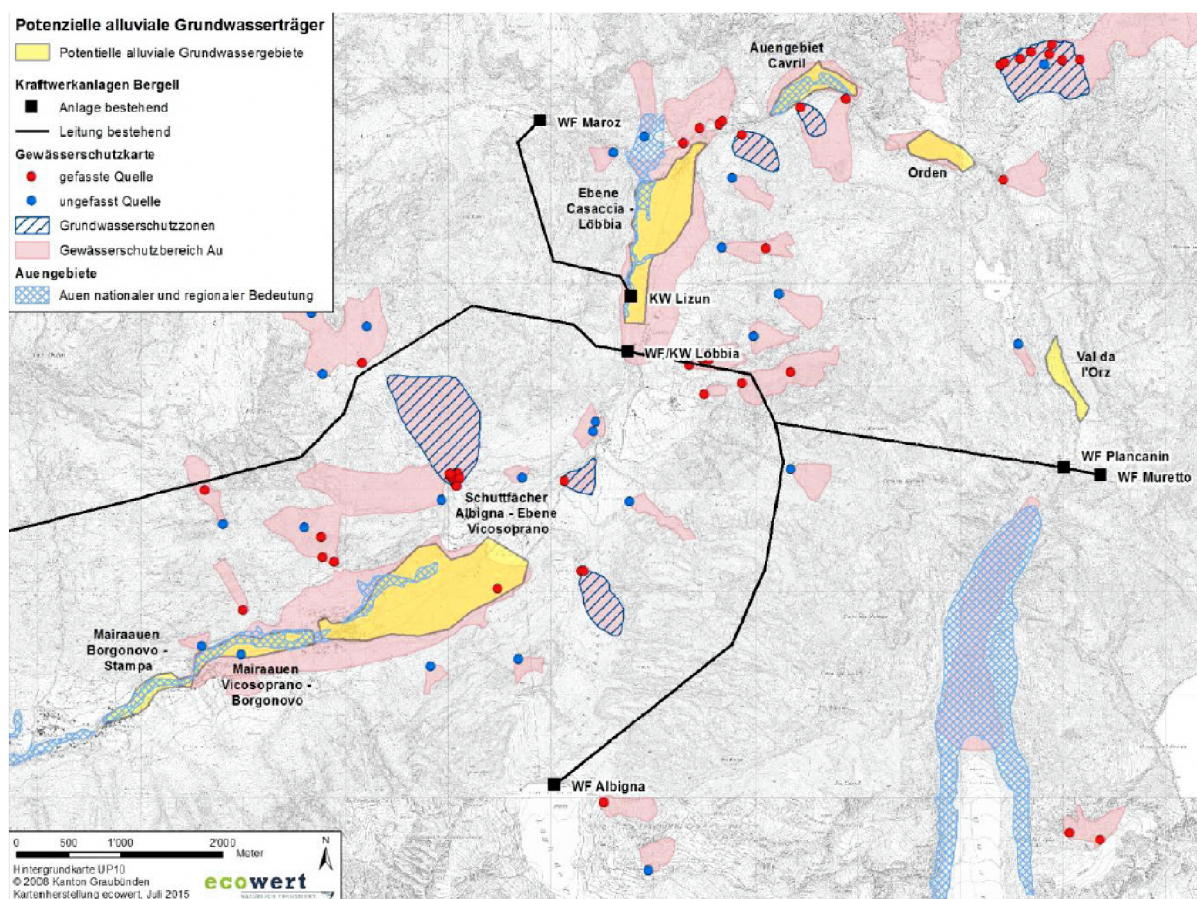 Potenzielle alluviale Grundwasserträger
Potentielle alluviale Grundwassergebiete
Kraftwerkanlagen Bergell
Anlage bestehend
Leitung bestehend
Gewässerschutzkarte
gefasste Quelle
ungefasst Quelle
Grundwasserschutzzonen
Gewässerschutzbereich Au
Auengebiete
Auen nationaler und regionaler Bedeutung
Auengebiet
Cavril
WF Maroz
Orden
Ebene
Casaccia -
Löbbia
KW Lizun
WF/KW Löbbia
Val da
l'Orz
WF Plancanin
WF Muretto
Schuttfächer
Albigna - Ebene
Vicosoprano
Mairaauen
Borgonovo -
Stampa
Mairaauen
Vicosoprano -
Borgonovo
WF Albigna
0 500 1'000 2'000
Meter
N
Hintergrundkarte UP10
© 2008 Kanton Graubünden
Kartenherstellung ecowert, Juli 2015
ecowert